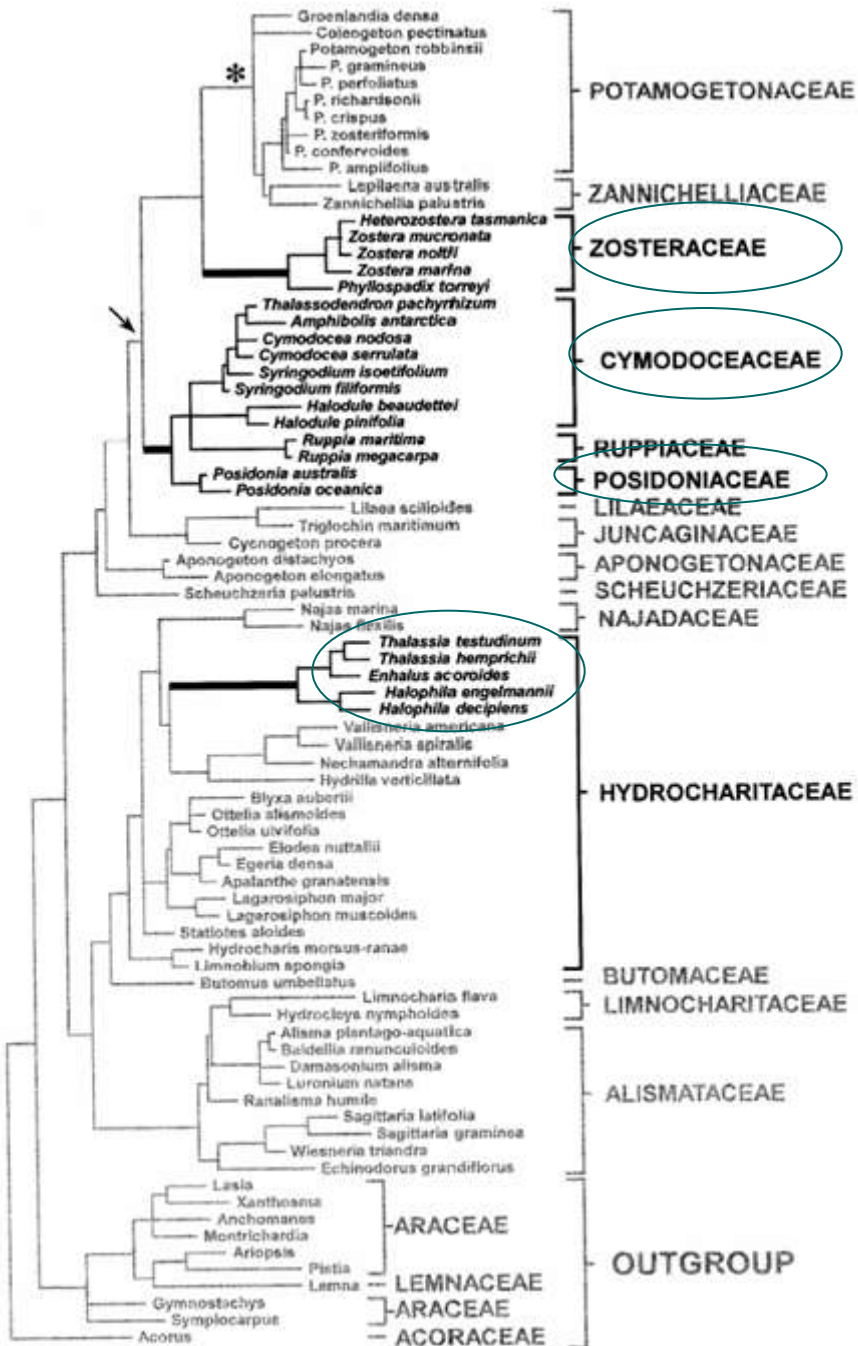 Groenlandia densa
Coleogeton pectinatus
Potamogeton robbinsii
P. gramineus
P. perfoliatus
P. richardsonii
P. crispus
P. zosteriformis
P. confervoides
P. amplifolius
POTAMOGETONACEAE
*
Lepilaena australis
Zannichellia palustris
ZANNICHELLIACEAE
Heterozostera tasmanica
Zostera mucronata
Zostera noltii
Zostera marina
Phyllospadix torreyi
ZOSTERACEAE
Thalassodendron pachyrhizum
Amphibolis antarctica
Cymodocea nodosa
Cymodocea serrulata
Syringodium isoetifolium
Syringodium filiformis
Halodule beaudettei
Halodule pinifolia
CYMODOCEACEAE
Ruppia maritima
Ruppia megacarpa
RUPPIACEAE
Posidonia australis
Posidonia oceanica
POSIDONIACEAE
Lilaea scilioides
LILAEACEAE
Triglochin maritimum
Cycnogeton procera
JUNCAGINACEAE
Aponogeton distachyos
Aponogeton elongatus
APONOGETONACEAE
Scheuchzeria palustris
SCHEUCHZERIACEAE
Najas marina
Najas flexilis
NAJADACEAE
Thalassia testudinum
Thalassia hemprichii
Enhalus acoroides
Halophila engelmannii
Halophila decipiens
Vallisneria americana
Vallisneria spiralis
Nechamandra alternifolia
Hydrilla verticillata
Blyxa aubertii
Ottelia alismoides
Ottelia ulvifolia
Elodea nuttallii
Egeria densa
Apalanthe granatensis
Lagarosiphon major
Lagarosiphon muscoides
Statiotes aloides
Hydrocharis morsus-ranae
Limnobium spongia
HYDROCHARITACEAE
Butomus umbellatus
BUTOMACEAE
Limnocharis flava
Hydrocleys nymphoides
LIMNOCHARITACEAE
Alisma plantago-aquatica
Baldellia ranunculoides
Damasonium alisma
Luronium natans
Ranalisma humile
Sagittaria latifolia
Sagittaria graminea
Wiesneria triandra
Echinodorus grandiflorus
ALISMATACEAE
Lasia
Xanthosma
Anchomanes
Montrichardia
Ariopsis
Pistia
ARACEAE
Lemna
LEMNACEAE
Gymnostachys
Symplocarpus
ARACEAE
Acorus
ACORACEAE
OUTGROUP